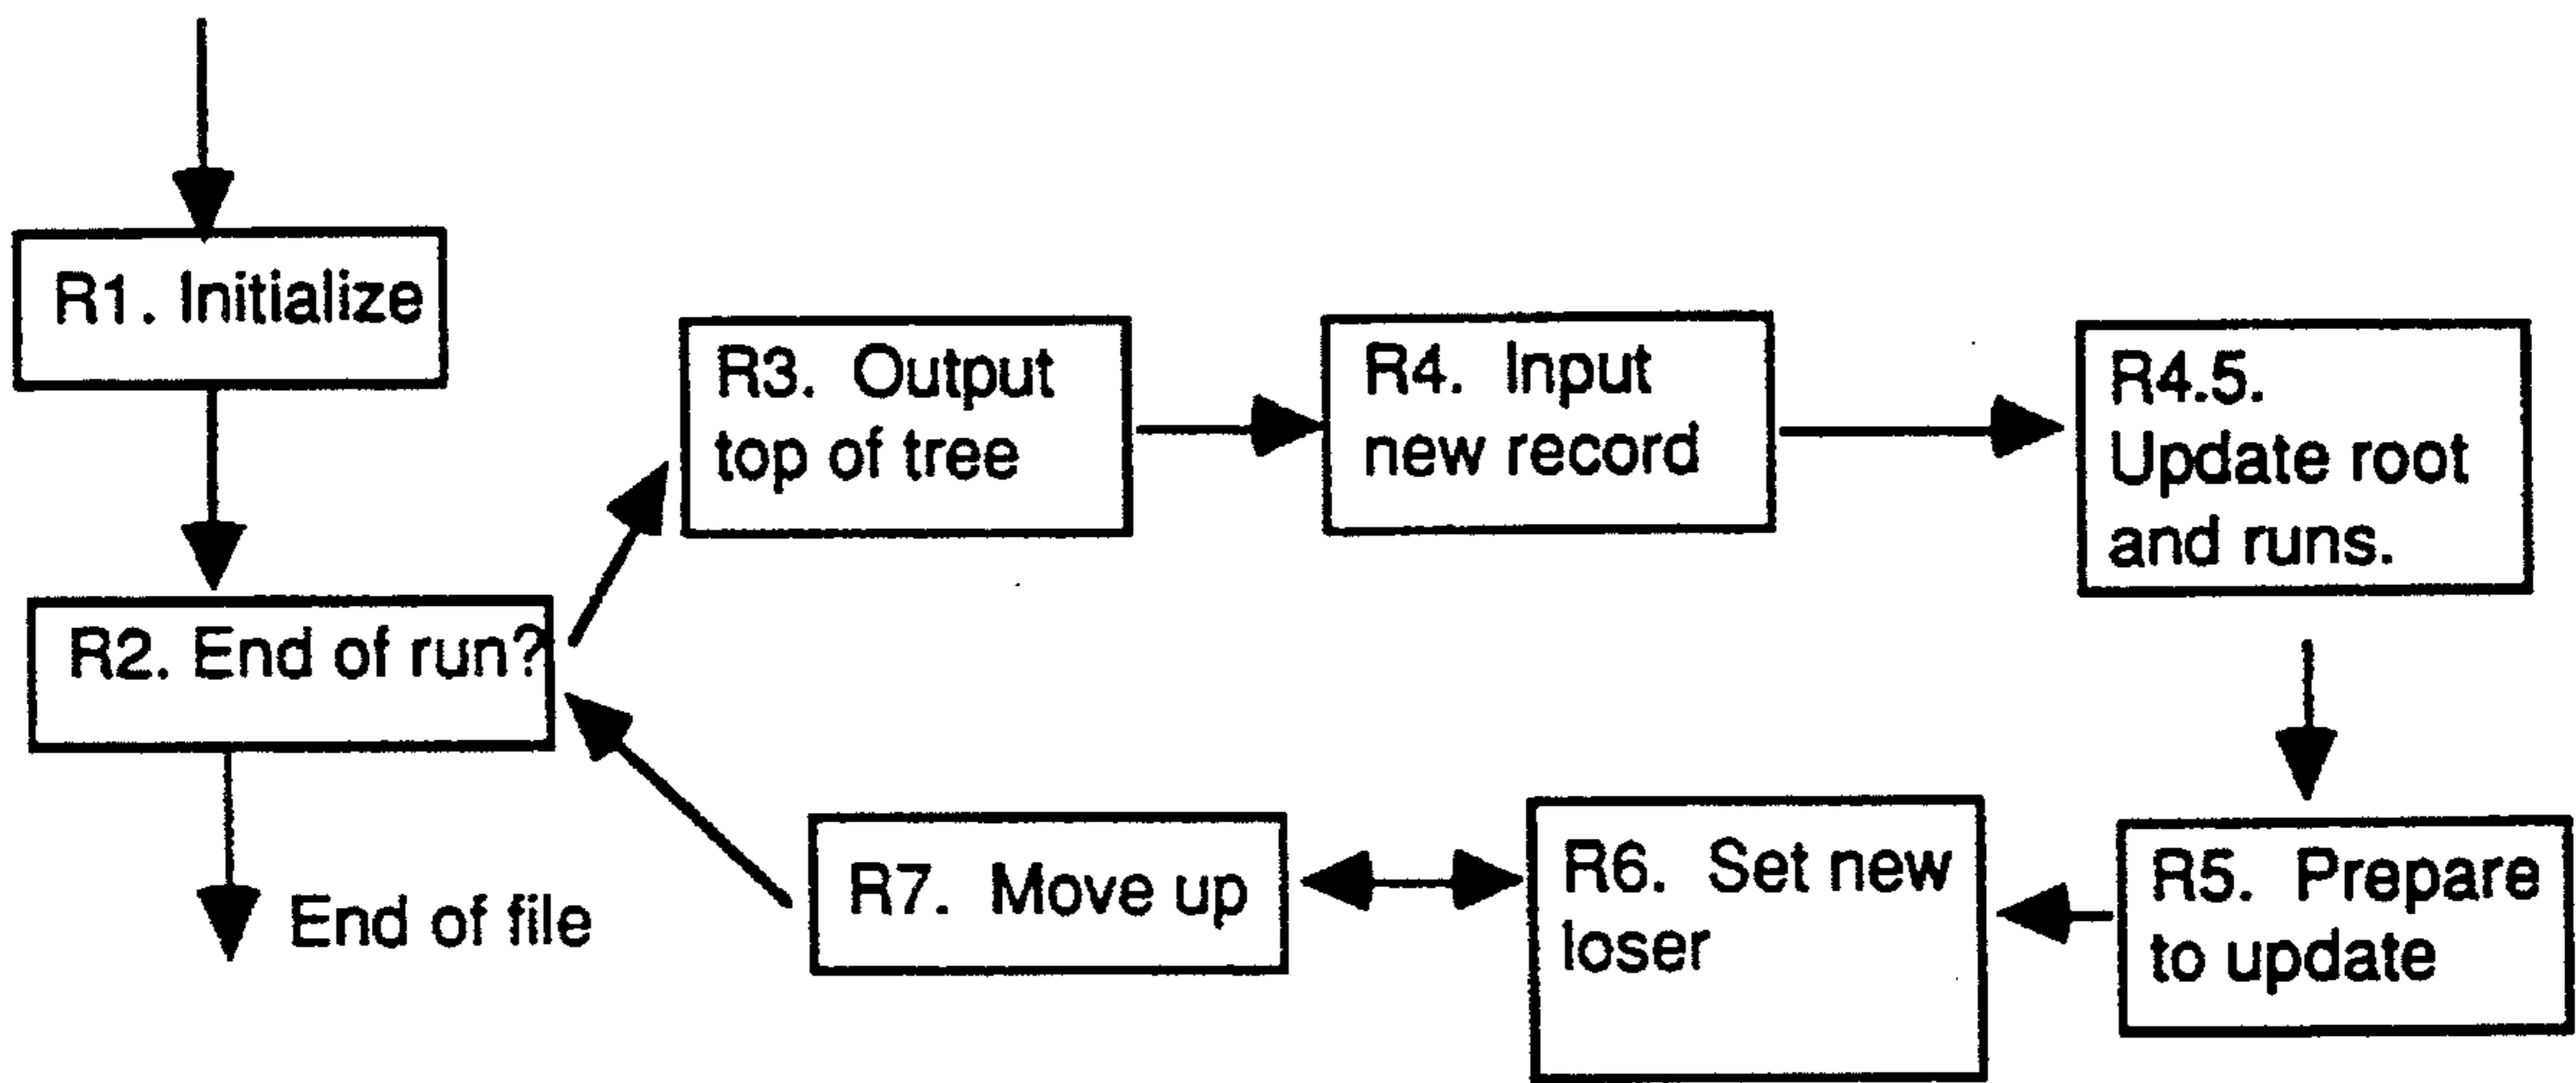 R1. Initialize
R2. End of run?
End of file
R3. Output
top of tree
R4. Input
new record
R4.5.
Update root
and runs.
R5. Prepare
to update
R6. Set new
loser
R7. Move up